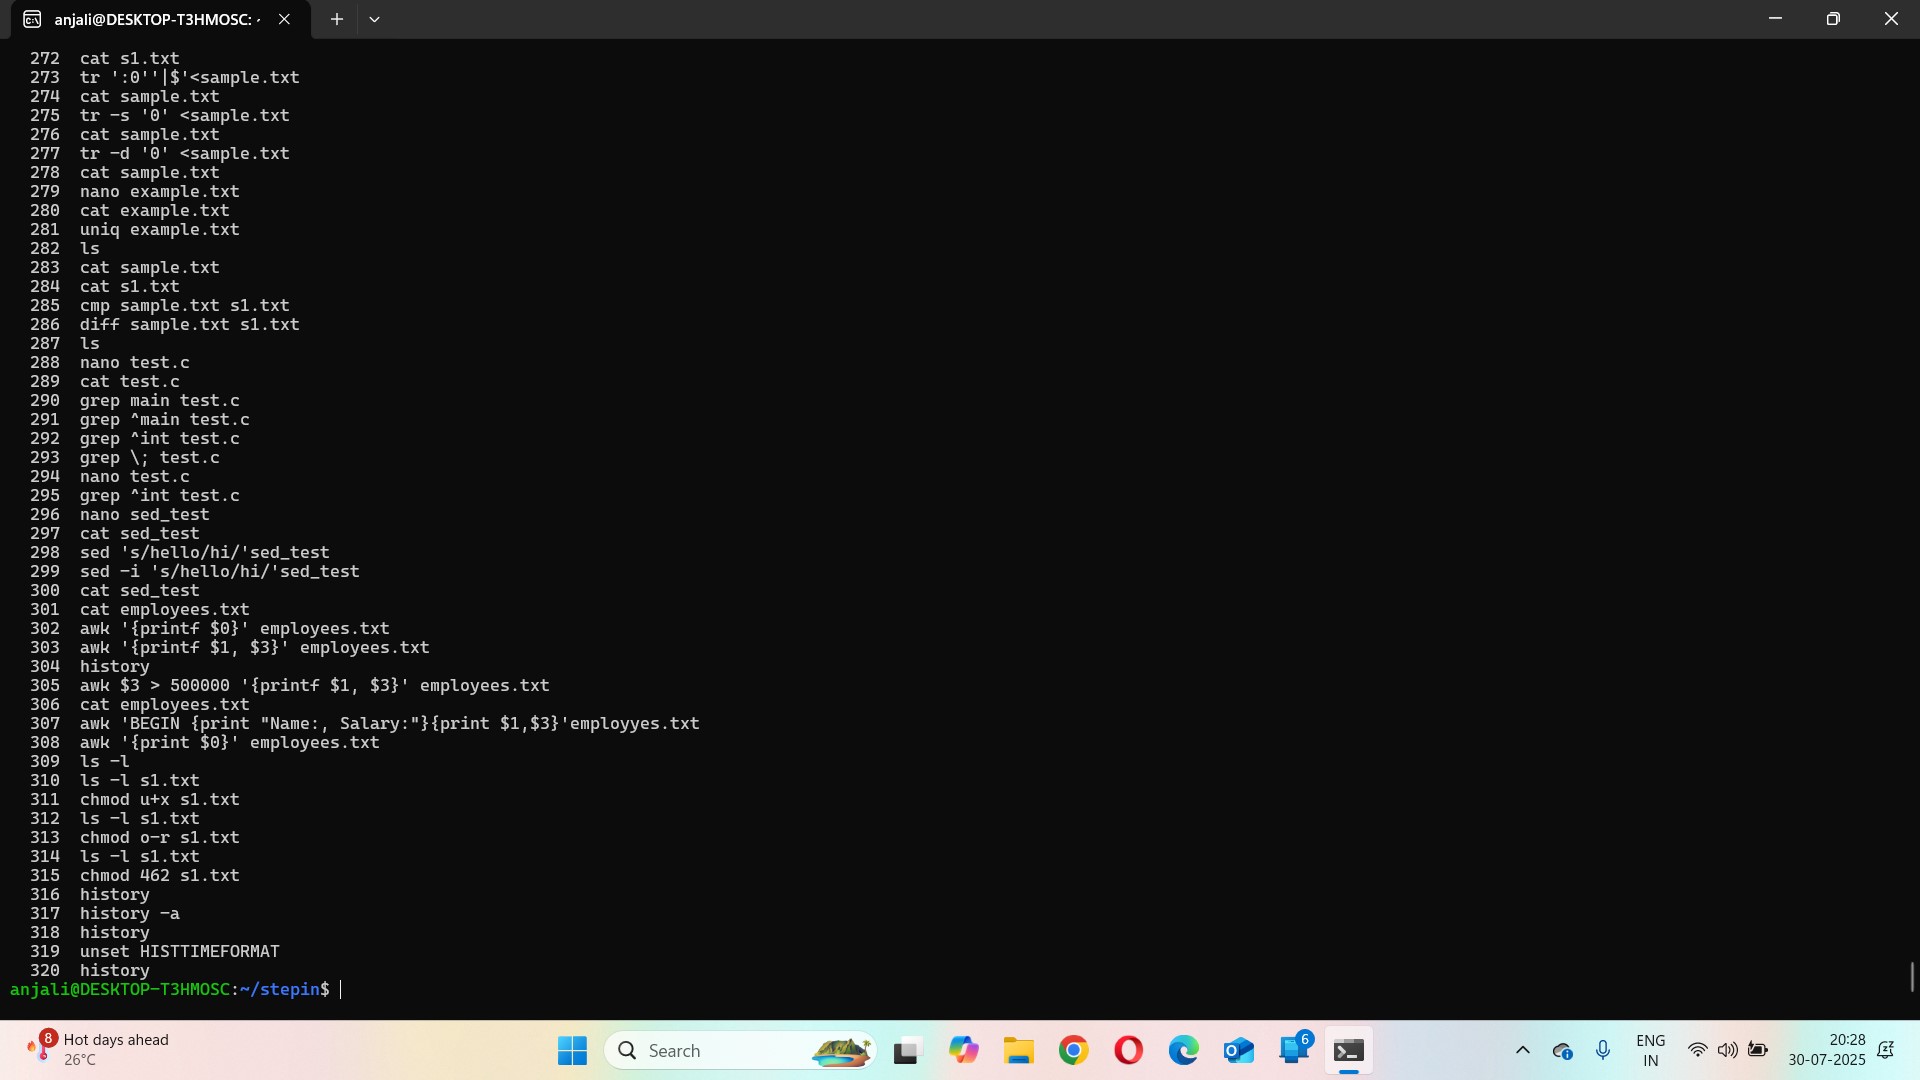 anjali@DESKTOP-T3HMOSC: ~
272 cat s1.txt
273 tr ':0''|$'<sample.txt
274 cat sample.txt
275 tr -s '0' <sample.txt
276 cat sample.txt
277 tr -d '0' <sample.txt
278 cat sample.txt
279 nano example.txt
280 cat example.txt
281 uniq example.txt
282 ls
283 cat sample.txt
284 cat s1.txt
285 cmp sample.txt s1.txt
286 diff sample.txt s1.txt
287 ls
288 nano test.c
289 cat test.c
290 grep main test.c
291 grep ^main test.c
292 grep ^int test.c
293 grep \; test.c
294 nano test.c
295 grep ^int test.c
296 nano sed_test
297 cat sed_test
298 sed 's/hello/hi/'sed_test
299 sed -i 's/hello/hi/'sed_test
300 cat sed_test
301 cat employees.txt
302 awk '{printf $0}' employees.txt
303 awk '{printf $1, $3}' employees.txt
304 history
305 awk $3 > 500000 '{printf $1, $3}' employees.txt
306 cat employees.txt
307 awk 'BEGIN {print "Name:, Salary:"}{print $1,$3}'employyes.txt
308 awk '{print $0}' employees.txt
309 ls -l
310 ls -l s1.txt
311 chmod u+x s1.txt
312 ls -l s1.txt
313 chmod o-r s1.txt
314 ls -l s1.txt
315 chmod 462 s1.txt
316 history
317 history -a
318 history
319 unset HISTTIMEFORMAT
320 history
anjali@DESKTOP-T3HMOSC:~/stepin$
8
Hot days ahead
26°C
Search
6
ENG
IN
20:28
30-07-2025